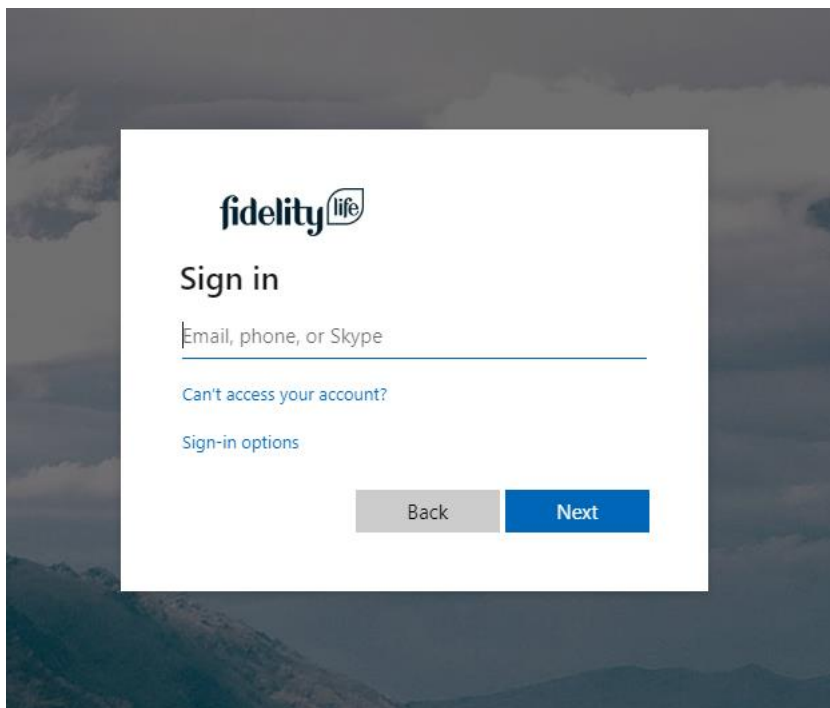 fidelity life
Sign in
Email, phone, or Skype
Can't access your account?
Sign-in options
Back Next